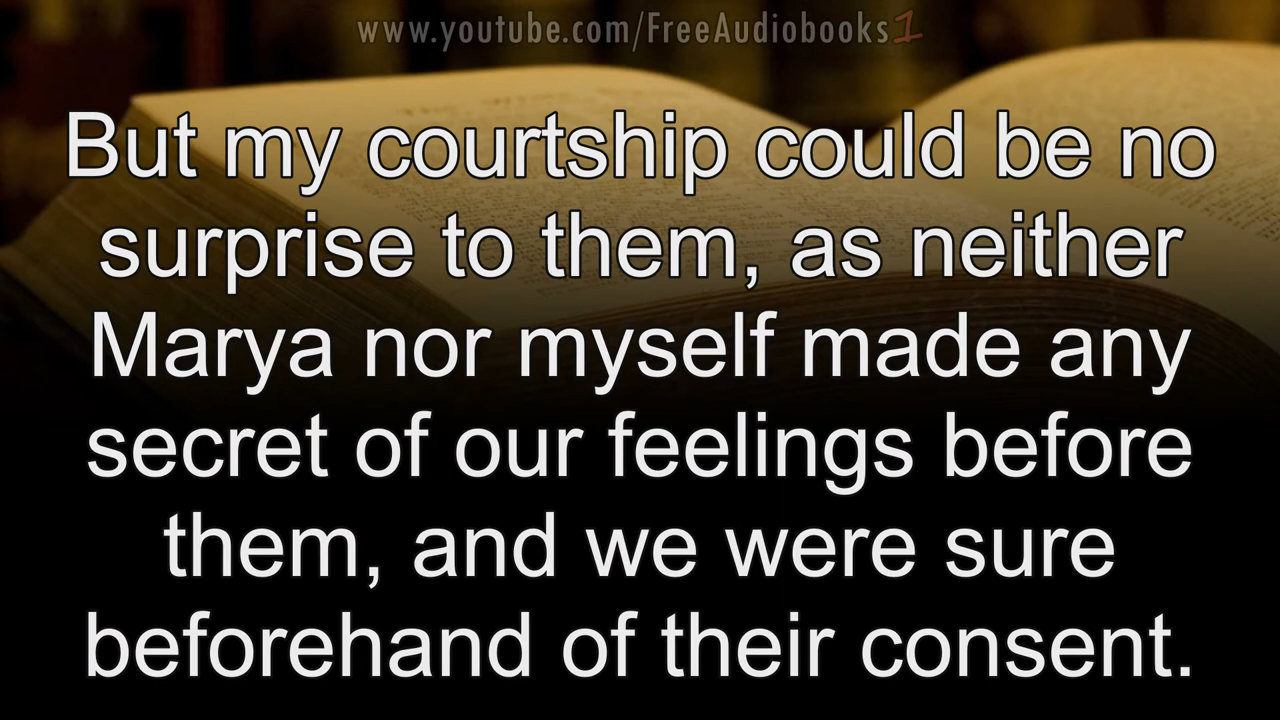 www.youtube.com/FreeAudiobooks1
But my courtship could be no
surprise to them, as neither
Marya nor myself made any
secret of our feelings before
them, and we were sure
beforehand of their consent.